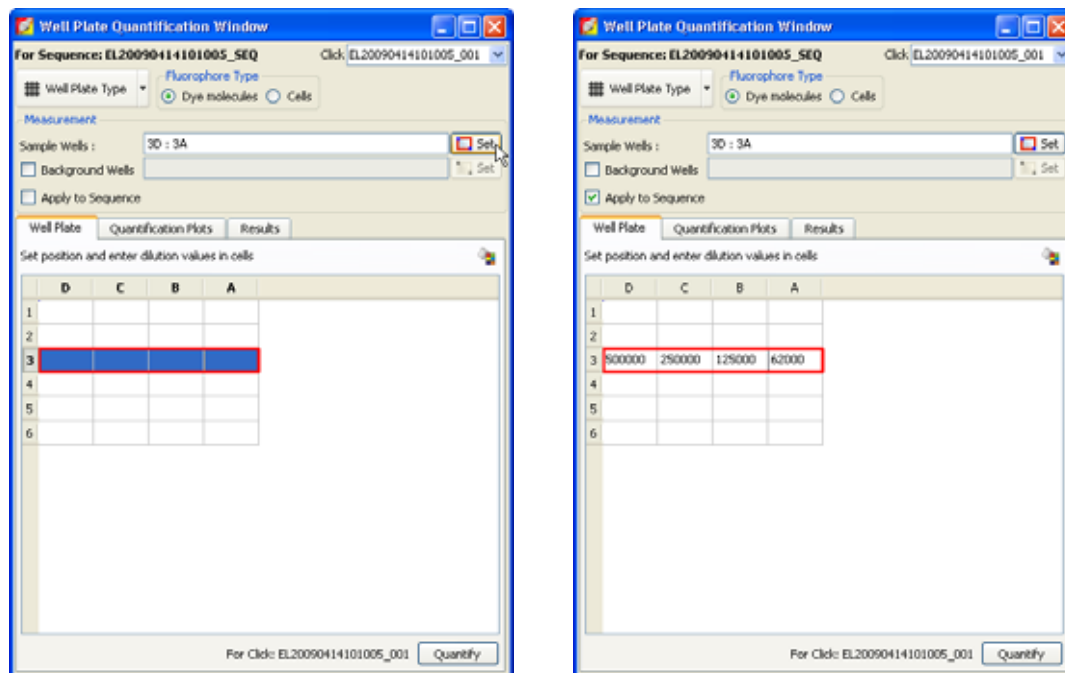 Well Plate Quantification Window
For Sequence: EL20090414101005_SEQ Click: EL20090414101005_001
Well Plate Type
Fluorophore Type
Dye molecules Cells
Measurement
Sample Wells : 3D : 3A Set
Background Wells Set
Apply to Sequence
Well Plate Quantification Plots Results
Set position and enter dilution values in cells
D C B A
1
2
3
4
5
6
For Click: EL20090414101005_001 Quantify
Well Plate Quantification Window
For Sequence: EL20090414101005_SEQ Click: EL20090414101005_001
Well Plate Type
Fluorophore Type
Dye molecules Cells
Measurement
Sample Wells : 3D : 3A Set
Background Wells Set
Apply to Sequence
Well Plate Quantification Plots Results
Set position and enter dilution values in cells
D C B A
1
2
3 500000 250000 125000 62000
4
5
6
For Click: EL20090414101005_001 Quantify